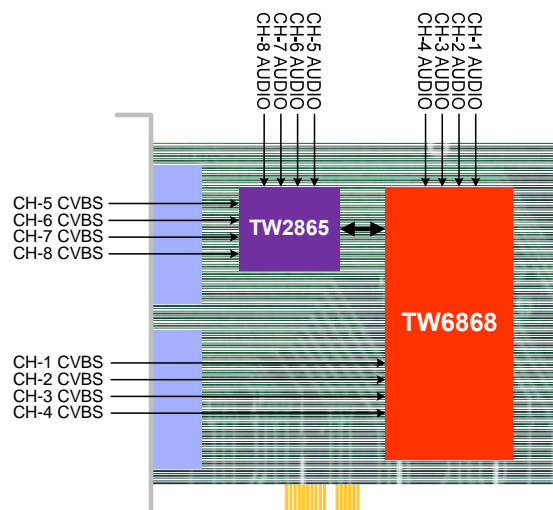 CH-8 AUDIO
CH-7 AUDIO
CH-6 AUDIO
CH-5 AUDIO
CH-4 AUDIO
CH-3 AUDIO
CH-2 AUDIO
CH-1 AUDIO
CH-5 CVBS
CH-6 CVBS
CH-7 CVBS
CH-8 CVBS
TW2865
TW6868
CH-1 CVBS
CH-2 CVBS
CH-3 CVBS
CH-4 CVBS